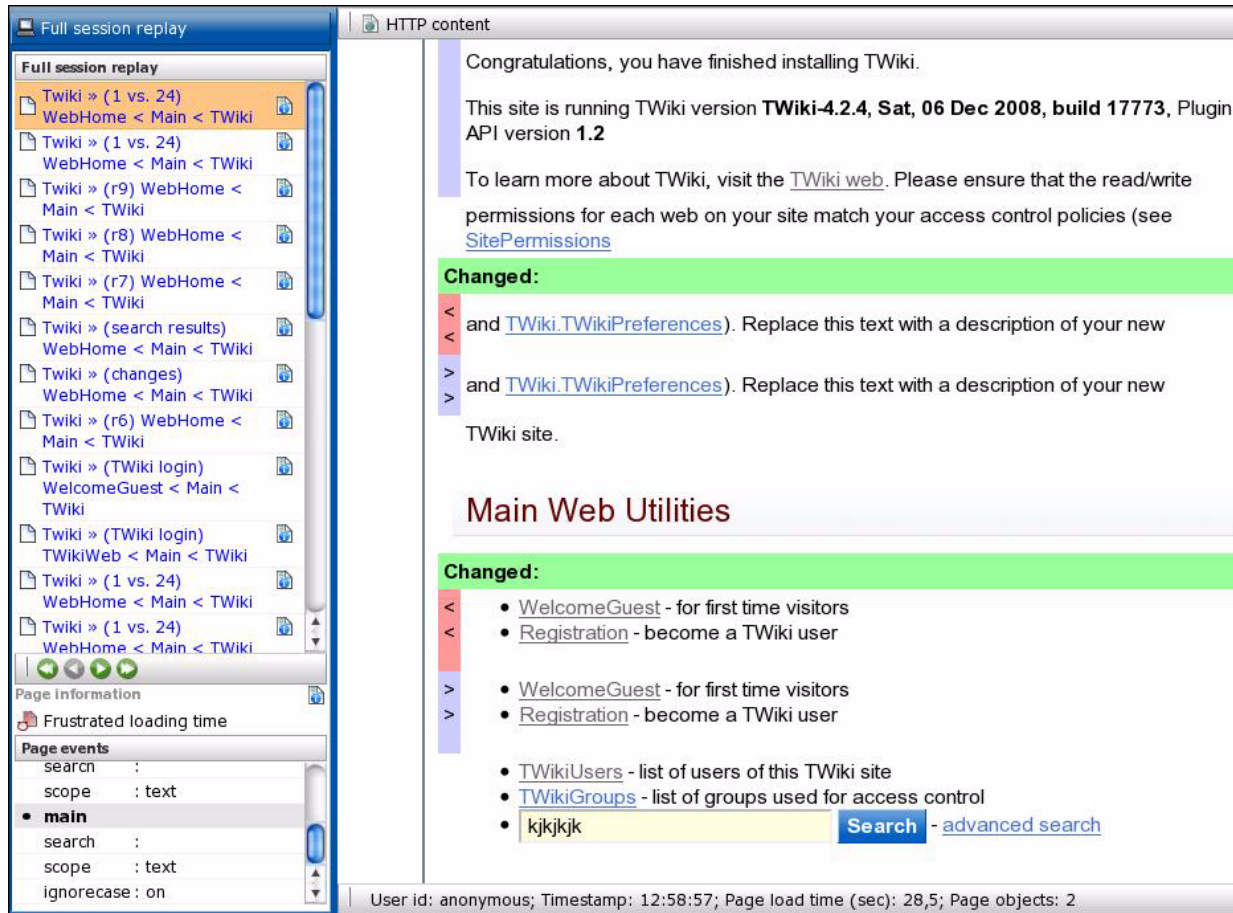 Full session replay
Full session replay
Twiki » (1 vs. 24)
WebHome < Main < TWiki
Twiki » (1 vs. 24)
WebHome < Main < TWiki
Twiki » (r9) WebHome <
Main < TWiki
Twiki » (r8) WebHome <
Main < TWiki
Twiki » (r7) WebHome <
Main < TWiki
Twiki » (search results)
WebHome < Main < TWiki
Twiki » (changes)
WebHome < Main < TWiki
Twiki » (r6) WebHome <
Main < TWiki
Twiki » (TWiki login)
WelcomeGuest < Main <
TWiki
Twiki » (TWiki login)
TWikiWeb < Main < TWiki
Twiki » (1 vs. 24)
WebHome < Main < TWiki
Twiki » (1 vs. 24)
WebHome < Main < TWiki
Page information
Frustrated loading time
Page events
search :
scope : text
• main
search :
scope : text
ignorecase : on
HTTP content
Congratulations, you have finished installing TWiki.
This site is running TWiki version TWiki-4.2.4, Sat, 06 Dec 2008, build 17773, Plugin
API version 1.2
To learn more about TWiki, visit the TWiki web. Please ensure that the read/write
permissions for each web on your site match your access control policies (see
SitePermissions
Changed:
<
< and TWiki.TWikiPreferences). Replace this text with a description of your new
>
> and TWiki.TWikiPreferences). Replace this text with a description of your new
TWiki site.
Main Web Utilities
Changed:
< • WelcomeGuest - for first time visitors
< • Registration - become a TWiki user
> • WelcomeGuest - for first time visitors
> • Registration - become a TWiki user
• TWikiUsers - list of users of this TWiki site
• TWikiGroups - list of groups used for access control
• kjkjkjk Search - advanced search
User id: anonymous; Timestamp: 12:58:57; Page load time (sec): 28,5; Page objects: 2